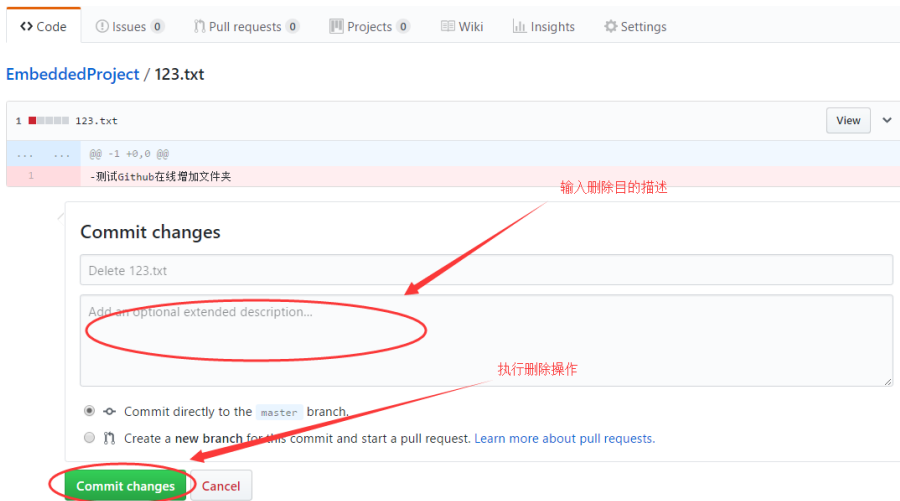 Code Issues 0 Pull requests 0 Projects 0 Wiki Insights Settings
EmbeddedProject / 123.txt
1 123.txt View
... ... @@ -1 +0,0 @@
1 -测试Github在线增加文件夹
输入删除目的描述
Commit changes
Delete 123.txt
Add an optional extended description...
执行删除操作
Commit directly to the master branch.
Create a new branch for this commit and start a pull request. Learn more about pull requests.
Commit changes Cancel